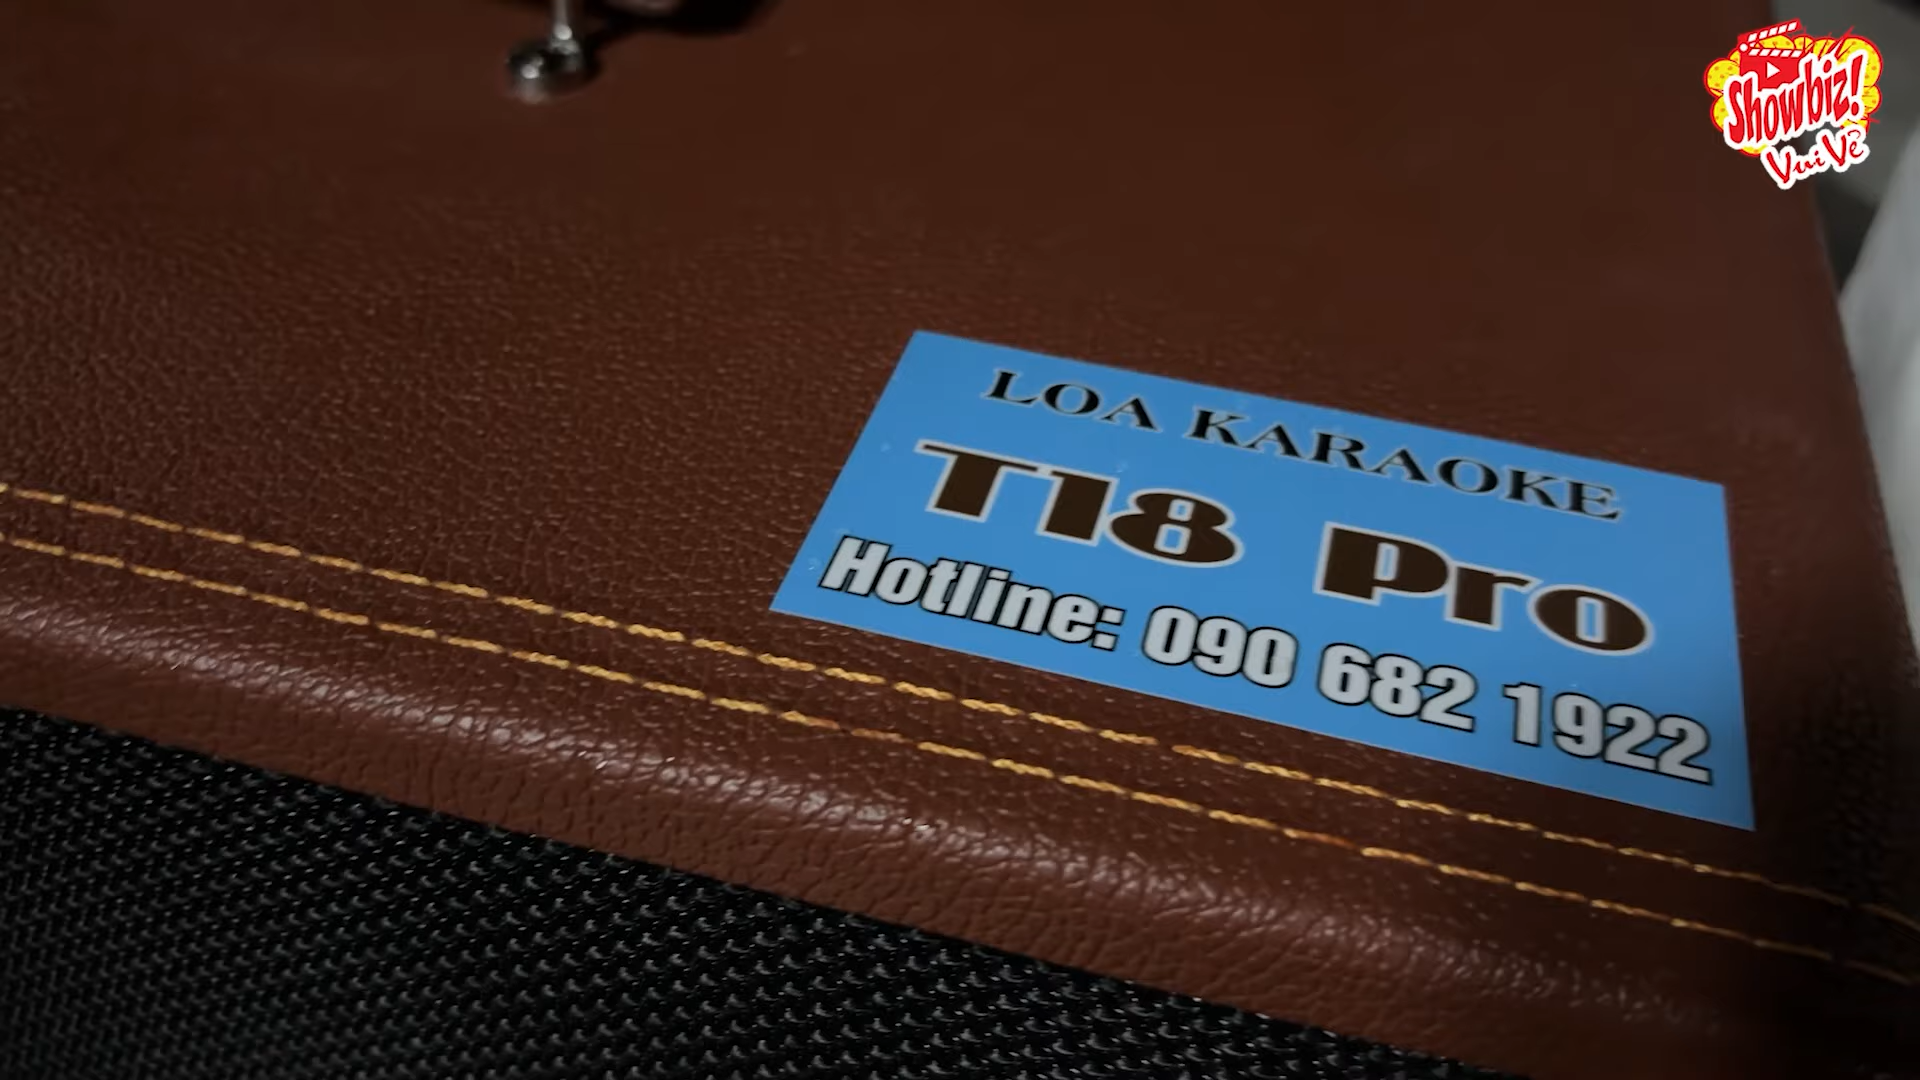 Showbiz!
Vui Vẻ
LOA KARAOKE
T18 Pro
Hotline: 090 682 1922